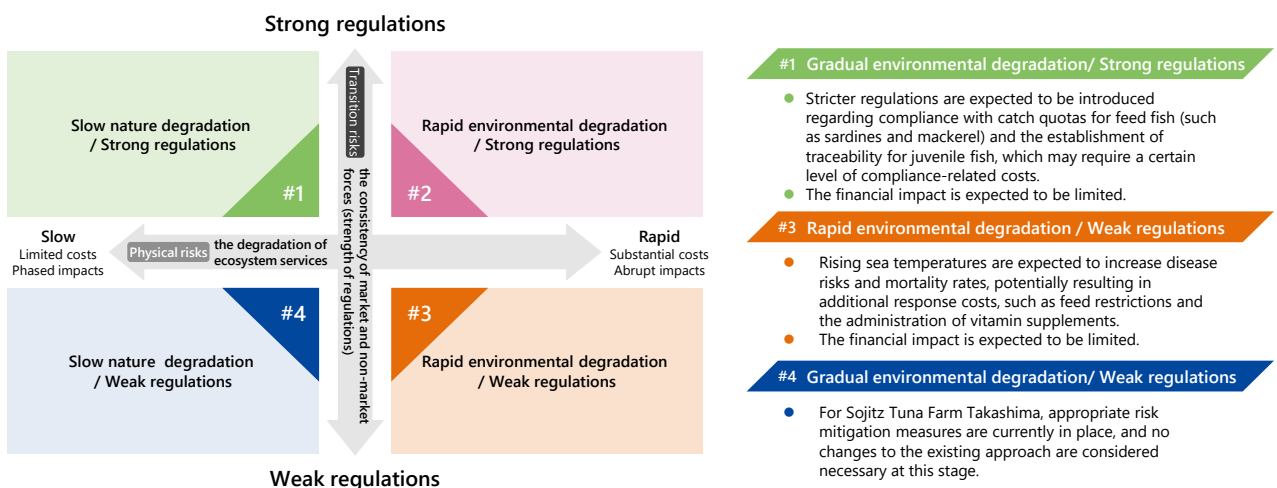 Strong regulations
Slow nature degradation
/ Strong regulations
#1
Rapid environmental degradation
/ Strong regulations
#2
Transition risks
the consistency of market and non-market
forces (strength of regulations)
Slow
Limited costs
Phased impacts
Physical risks
the degradation of
ecosystem services
Rapid
Substantial costs
Abrupt impacts
#4
Slow nature  degradation
/ Weak regulations
#3
Rapid environmental degradation
/ Weak regulations
Weak regulations
#1 Gradual environmental degradation/ Strong regulations
● Stricter regulations are expected to be introduced
regarding compliance with catch quotas for feed fish (such
as sardines and mackerel) and the establishment of
traceability for juvenile fish, which may require a certain
level of compliance-related costs.
● The financial impact is expected to be limited.
#3 Rapid environmental degradation / Weak regulations
● Rising sea temperatures are expected to increase disease
risks and mortality rates, potentially resulting in
additional response costs, such as feed restrictions and
the administration of vitamin supplements.
● The financial impact is expected to be limited.
#4 Gradual environmental degradation/ Weak regulations
● For Sojitz Tuna Farm Takashima, appropriate risk
mitigation measures are currently in place, and no
changes to the existing approach are considered
necessary at this stage.